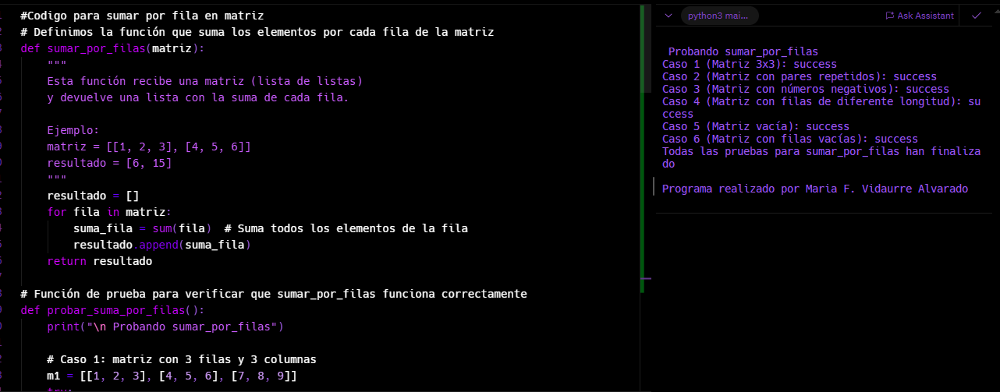 #Codigo para sumar por fila en matriz
# Definimos la función que suma los elementos por cada fila de la matriz
def sumar_por_filas(matriz):
    """
    Esta función recibe una matriz (lista de listas)
    y devuelve una lista con la suma de cada fila.

    Ejemplo:
    matriz = [[1, 2, 3], [4, 5, 6]]
    resultado = [6, 15]
    """
    resultado = []
    for fila in matriz:
        suma_fila = sum(fila)  # Suma todos los elementos de la fila
        resultado.append(suma_fila)
    return resultado

# Función de prueba para verificar que sumar_por_filas funciona correctamente
def probar_suma_por_filas():
    print("\n Probando sumar_por_filas")

    # Caso 1: matriz con 3 filas y 3 columnas
    m1 = [[1, 2, 3], [4, 5, 6], [7, 8, 9]]
    try:
python3 mai...
Ask Assistant
Probando sumar_por_filas
Caso 1 (Matriz 3x3): success
Caso 2 (Matriz con pares repetidos): success
Caso 3 (Matriz con números negativos): success
Caso 4 (Matriz con filas de diferente longitud): su
ccess
Caso 5 (Matriz vacía): success
Caso 6 (Matriz con filas vacías): success
Todas las pruebas para sumar_por_filas han finaliza
do

Programa realizado por Maria F. Vidaurre Alvarado